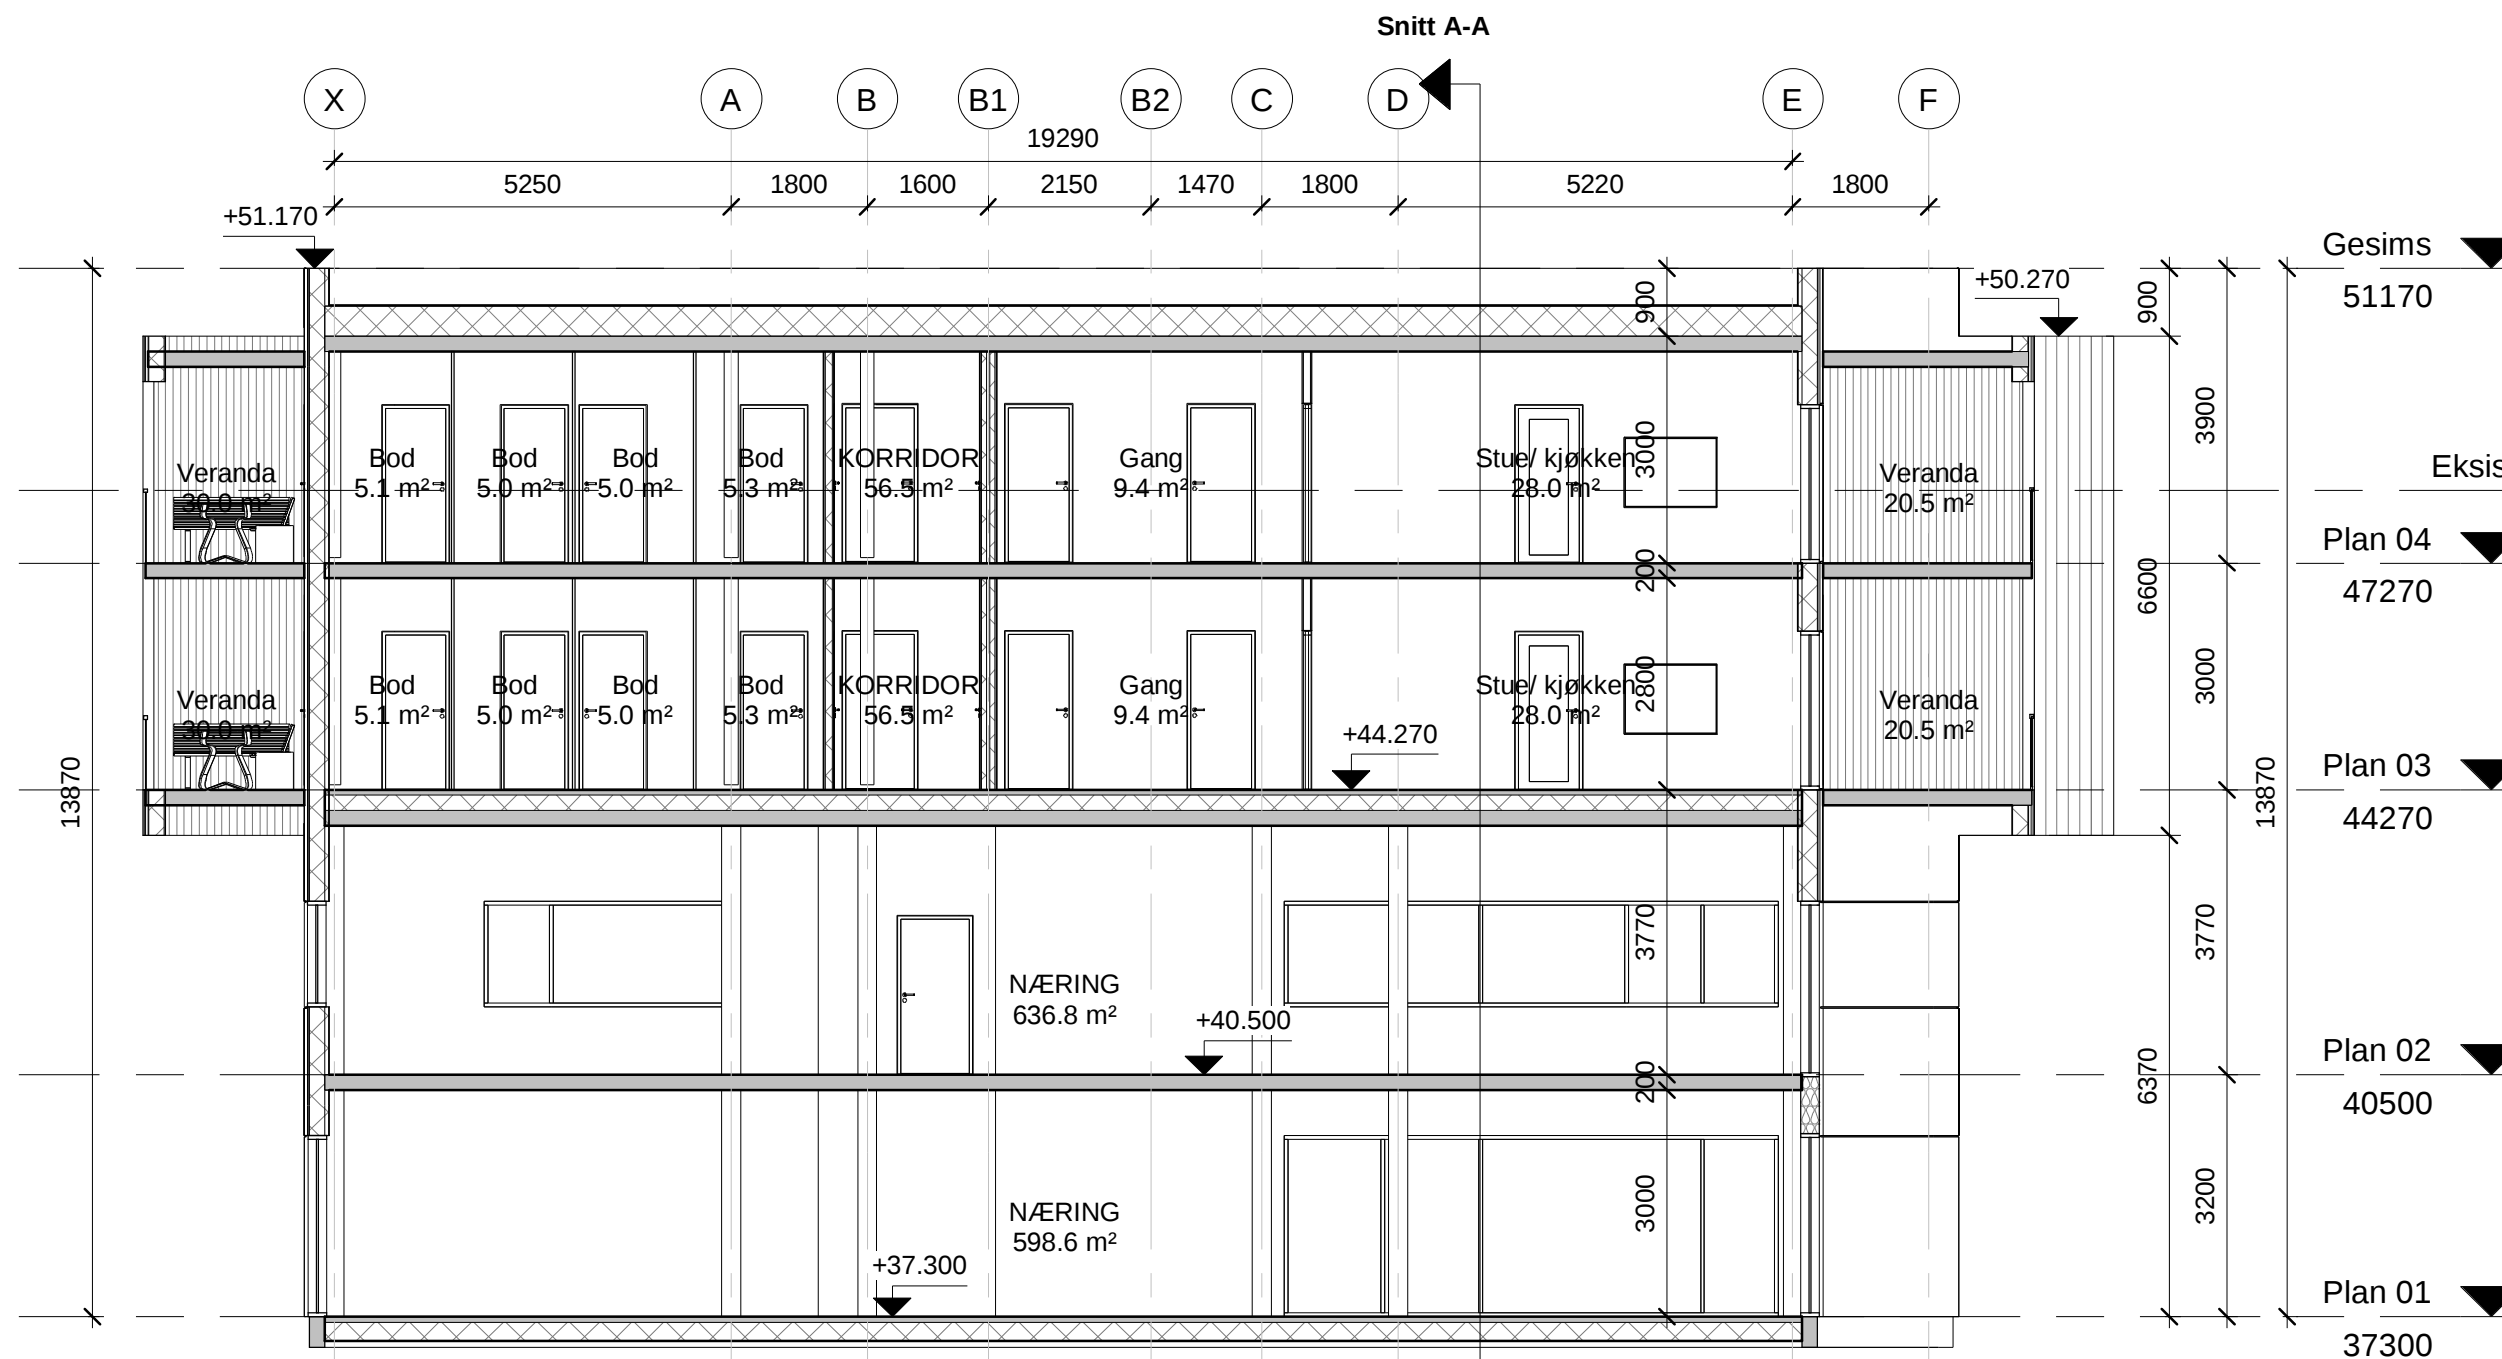 Snitt A-A
X A B B1 B2 C D E F
19290
5250 1800 1600 2150 1470 1800 5220 1800
+51.170
Gesims
51170
+50.270
900
900
3900
3000
Bod
5.1 m²
Bod
5.0 m²
Bod
5.0 m²
Bod
5.3 m²
KORRIDOR
56.5 m²
Gang
9.4 m²
Stue/ kjøkken
28.0 m²
Veranda
30.0 m²
Veranda
20.5 m²
Eksis
Plan 04
47270
200
6600
Bod
5.1 m²
Bod
5.0 m²
Bod
5.0 m²
Bod
5.3 m²
KORRIDOR
56.5 m²
Gang
9.4 m²
Stue/ kjøkken
28.0 m²
2800
3000
Veranda
30.0 m²
Veranda
20.5 m²
+44.270
Plan 03
44270
13870
13870
3770
3770
NÆRING
636.8 m²
+40.500
Plan 02
40500
200
6370
3000
3200
NÆRING
598.6 m²
+37.300
Plan 01
37300